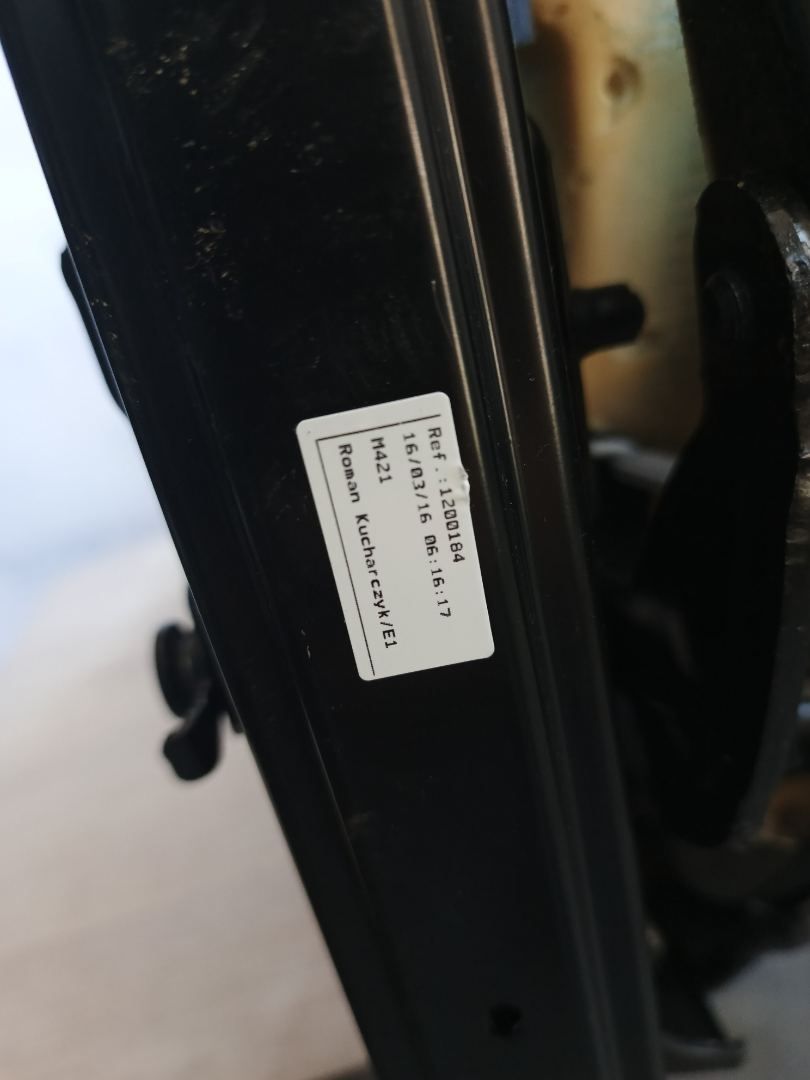 Ref.:1200184
16/03/16 06:16:17
M421
Roman Kucharczyk/E1